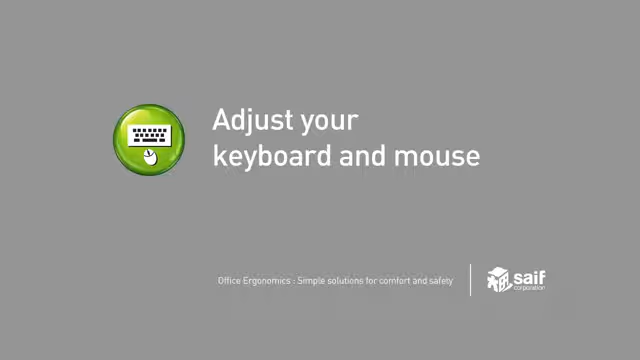 Adjust your
keyboard and mouse
Office Ergonomics : Simple solutions for comfort and safety
saif
corporation